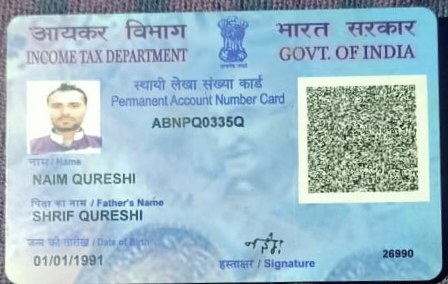 आयकर विभाग
INCOME TAX DEPARTMENT
भारत सरकार
GOVT. OF INDIA
स्थायी लेखा संख्या कार्ड
Permanent Account Number Card
ABNPQ0335Q
नाम / Name
NAIM QURESHI
पिता का नाम / Father's Name
SHRIF QURESHI
जन्म की तारीख / Date of Birth
01/01/1991
हस्ताक्षर / Signature
26990